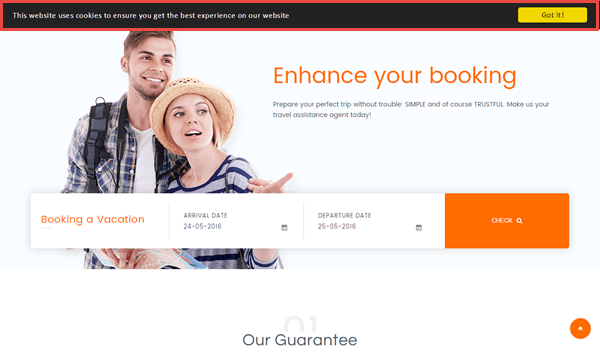 This website uses cookies to ensure you get the best experience on our website
Got it!
Enhance your booking
Prepare your perfect trip without trouble: SIMPLE and of course TRUSTFUL. Make us your
travel assistance agent today!
Booking a Vacation
ARRIVAL DATE
24-05-2016
DEPARTURE DATE
25-05-2016
CHECK
01
Our Guarantee